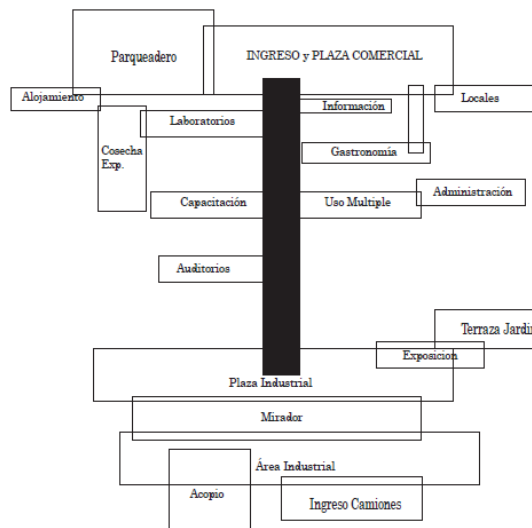 Parqueadero
INGRESO y PLAZA COMERCIAL
Alojamiento
Información
Locales
Laboratorios
Cosecha
Exp.
Gastronomía
Capacitación
Uso Multiple
Administración
Auditorios
Terraza Jardin
Exposicion
Plaza Industrial
Mirador
Área Industrial
Acopio
Ingreso Camiones